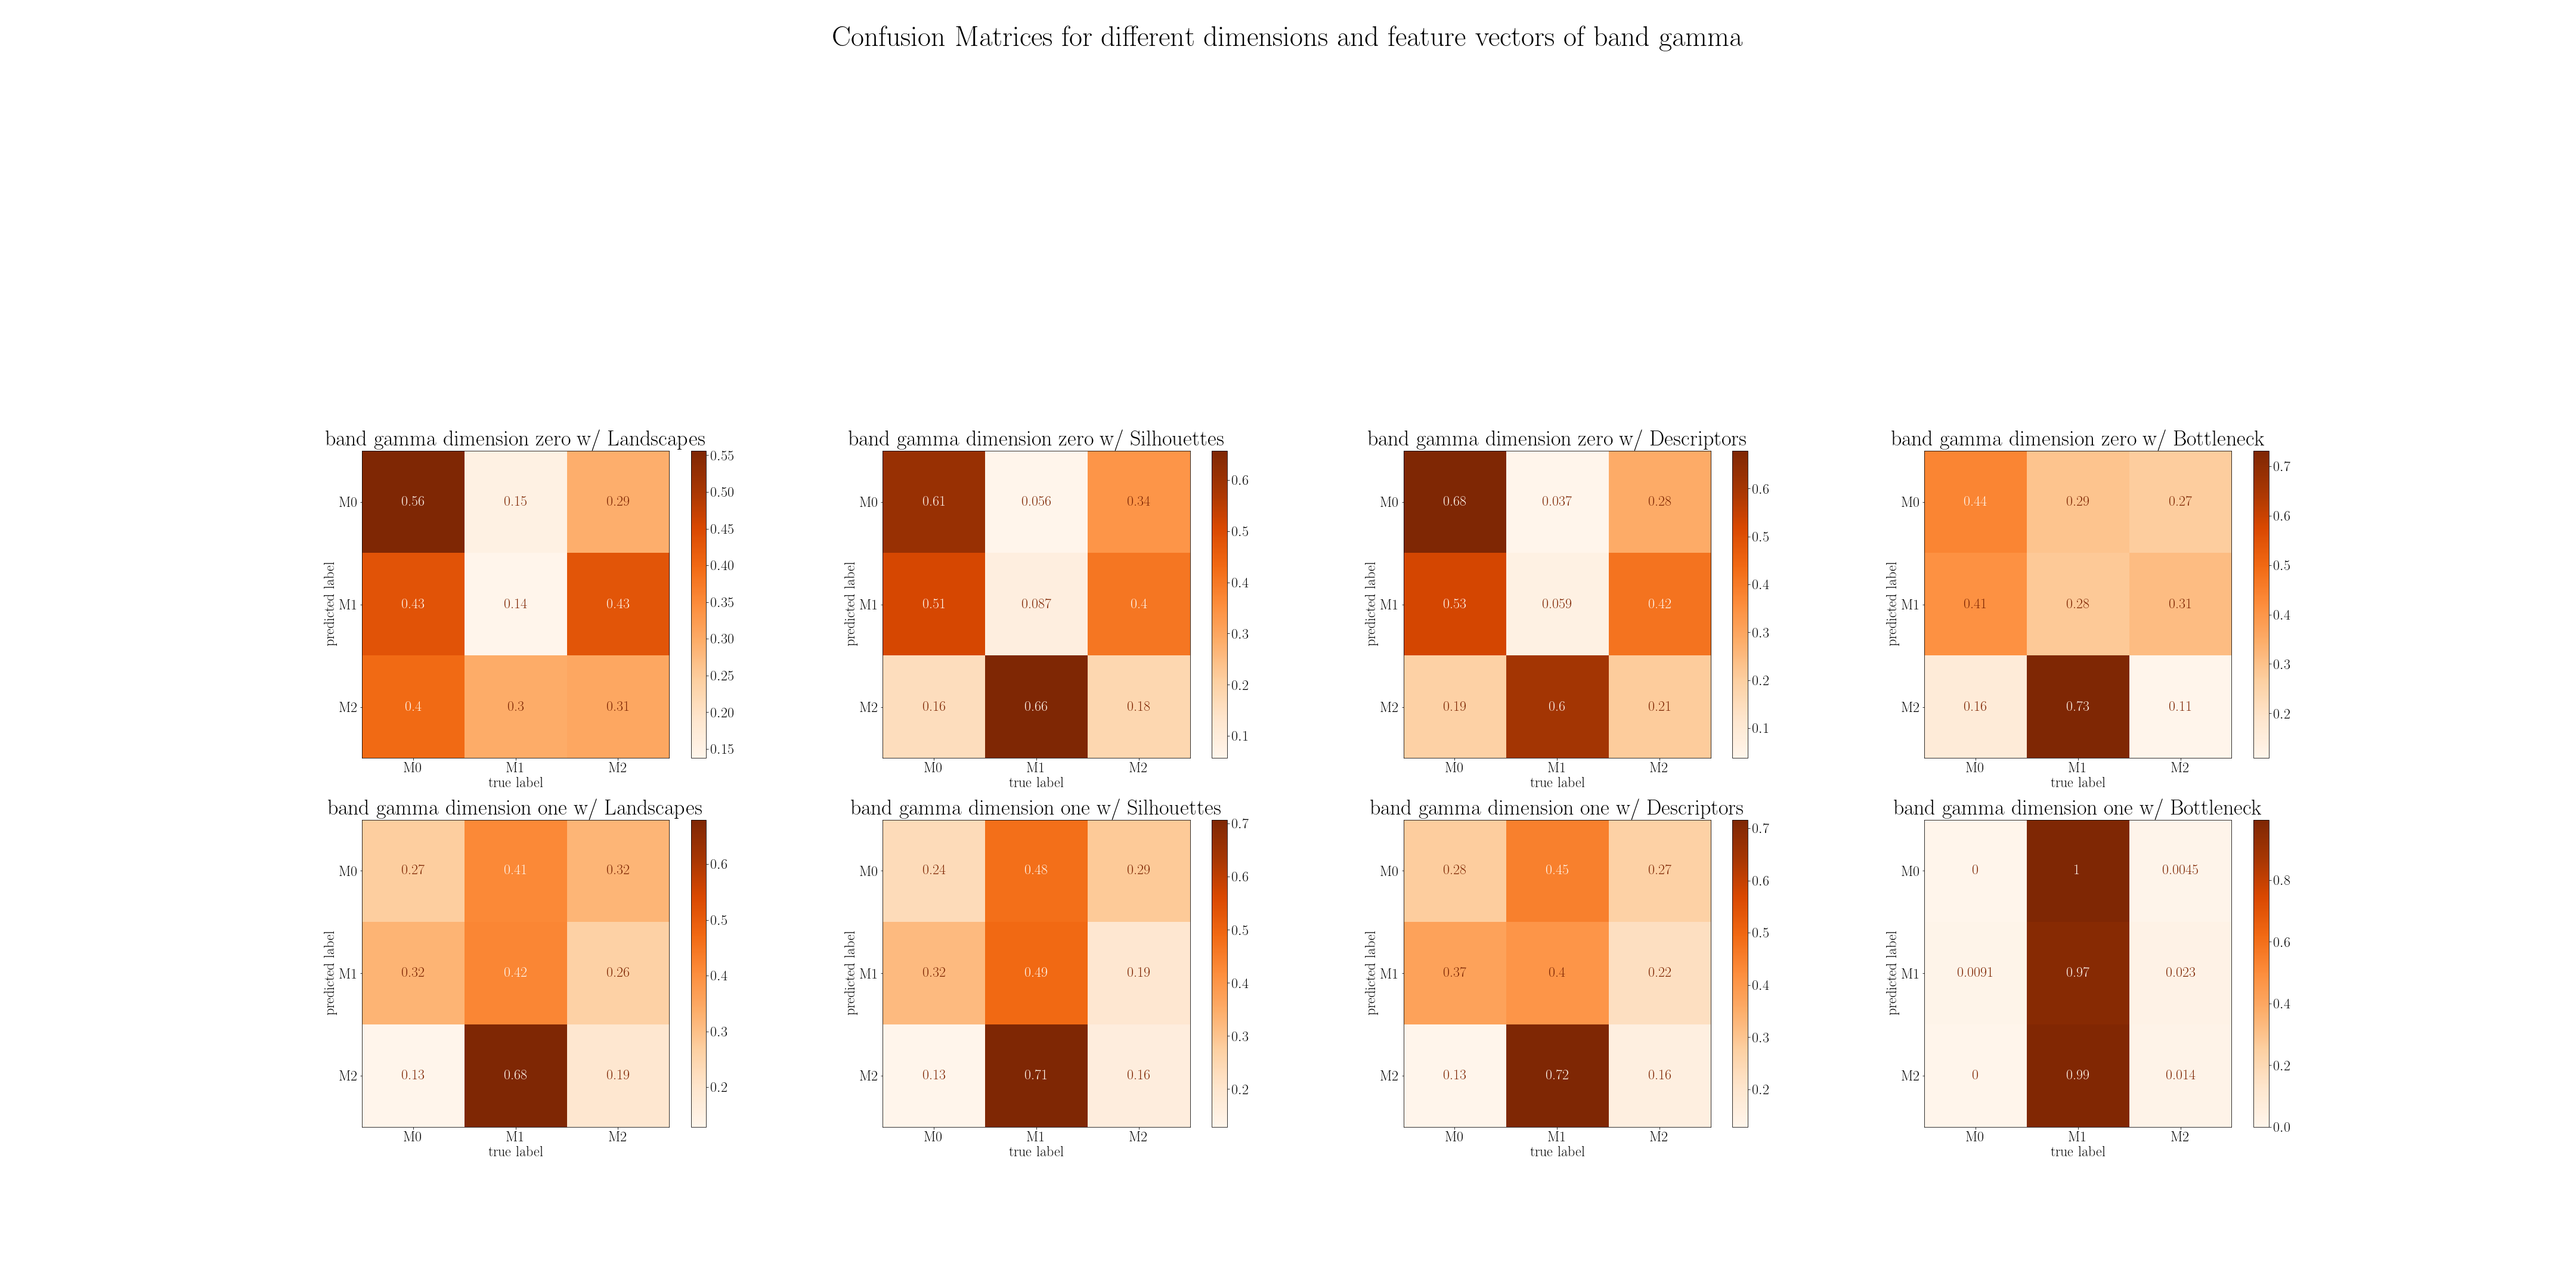 Confusion Matrices for different dimensions and feature vectors of band gamma
band gamma dimension zero w/ Landscapes
predicted label
M0 0.56 0.15 0.29
M1 0.43 0.14 0.43
M2 0.4 0.3 0.31
M0 M1 M2
true label
0.55
0.50
0.45
0.40
0.35
0.30
0.25
0.20
0.15
band gamma dimension zero w/ Silhouettes
predicted label
M0 0.61 0.056 0.34
M1 0.51 0.087 0.4
M2 0.16 0.66 0.18
M0 M1 M2
true label
0.6
0.5
0.4
0.3
0.2
0.1
band gamma dimension zero w/ Descriptors
predicted label
M0 0.68 0.037 0.28
M1 0.53 0.059 0.42
M2 0.19 0.6 0.21
M0 M1 M2
true label
0.6
0.5
0.4
0.3
0.2
0.1
band gamma dimension zero w/ Bottleneck
predicted label
M0 0.44 0.29 0.27
M1 0.41 0.28 0.31
M2 0.16 0.73 0.11
M0 M1 M2
true label
0.7
0.6
0.5
0.4
0.3
0.2
band gamma dimension one w/ Landscapes
predicted label
M0 0.27 0.41 0.32
M1 0.32 0.42 0.26
M2 0.13 0.68 0.19
M0 M1 M2
true label
0.6
0.5
0.4
0.3
0.2
band gamma dimension one w/ Silhouettes
predicted label
M0 0.24 0.48 0.29
M1 0.32 0.49 0.19
M2 0.13 0.71 0.16
M0 M1 M2
true label
0.7
0.6
0.5
0.4
0.3
0.2
band gamma dimension one w/ Descriptors
predicted label
M0 0.28 0.45 0.27
M1 0.37 0.4 0.22
M2 0.13 0.72 0.16
M0 M1 M2
true label
0.7
0.6
0.5
0.4
0.3
0.2
band gamma dimension one w/ Bottleneck
predicted label
M0 0 1 0.0045
M1 0.0091 0.97 0.023
M2 0 0.99 0.014
M0 M1 M2
true label
0.8
0.6
0.4
0.2
0.0